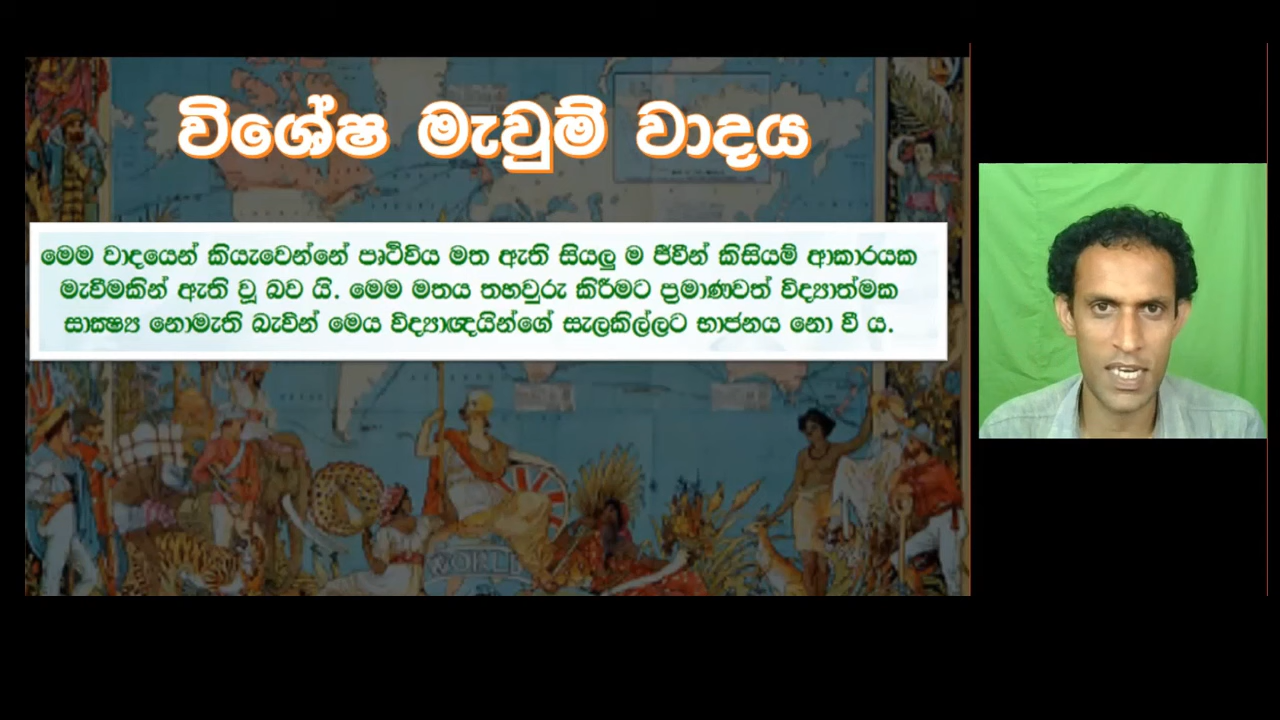 විශේෂ මැවුම් වාදය
මෙම වාදයෙන් කියැවෙන්නේ පෘථිවිය මත ඇති සියලු ම ජීවීන් කිසියම් ආකාරයක
මැවීමකින් ඇති වූ බව යි. මෙම මතය තහවුරු කිරීමට ප්‍රමාණවත් විද්‍යාත්මක
සාක්‍ෂ්‍ය නොමැති බැවින් මෙය විද්‍යාඥයින්ගේ සැලකිල්ලට භාජනය නො වී ය.
WORLD